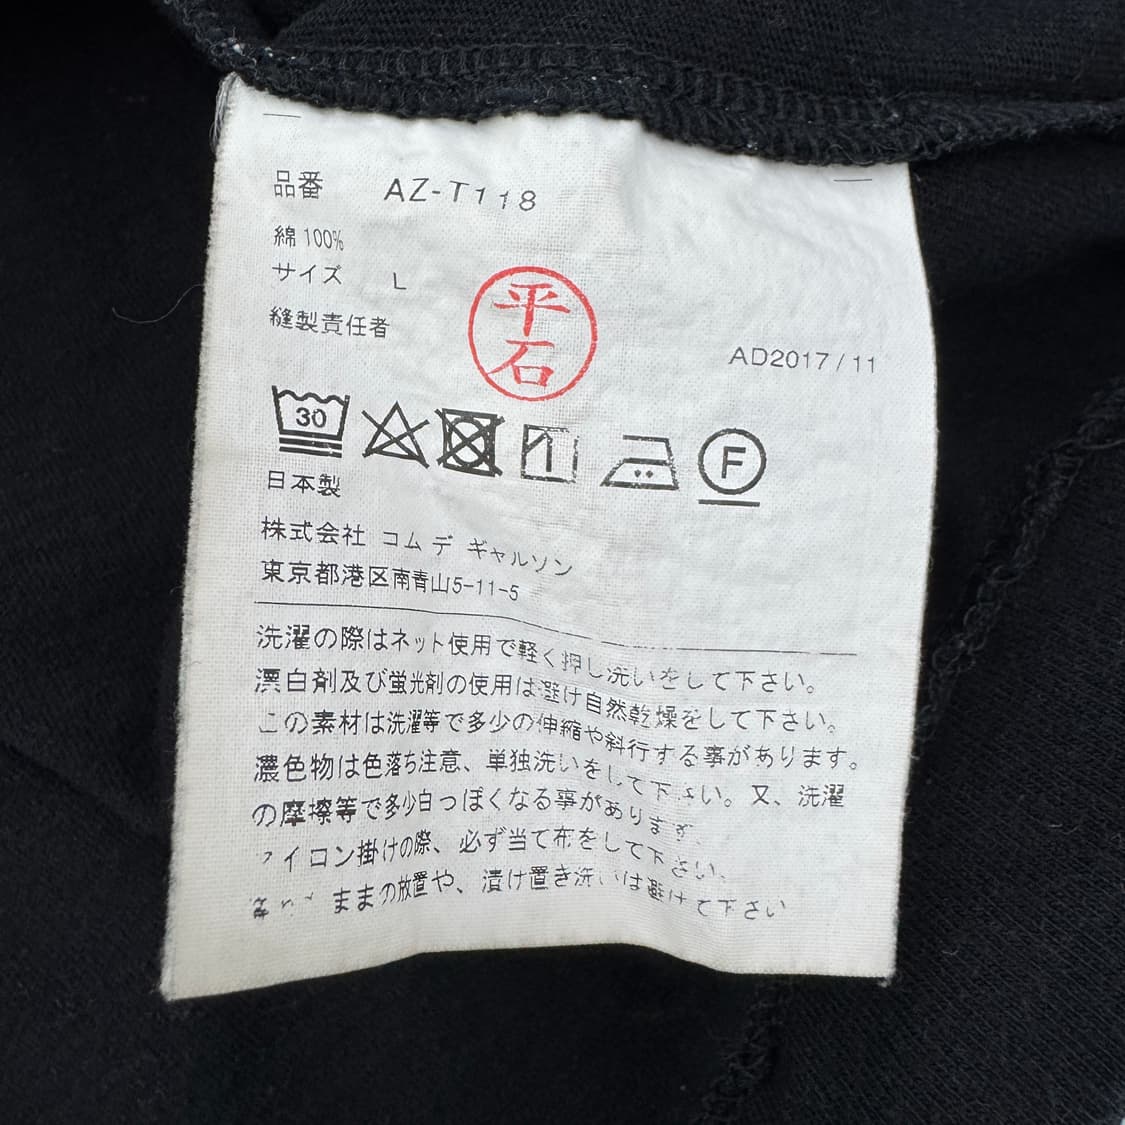 品番 AZ-T118
綿 100%
サイズ L
縫製責任者
平石
AD2017/11
30
F
日本製
株式会社 コム デ ギャルソン
東京都港区南青山5-11-5
洗濯の際はネット使用で軽く押し洗いをして下さい。
漂白剤及び蛍光剤の使用は避け自然乾燥をして下さい。
この素材は洗濯等で多少の伸縮や斜行する事があります。
濃色物は色落ち注意、単独洗いをして下さい。又、洗濯
の摩擦等で多少白っぽくなる事があります。
アイロン掛けの際、必ず当て布をして下さい。
ままの放置や、漬け置き洗いは避けて下さい